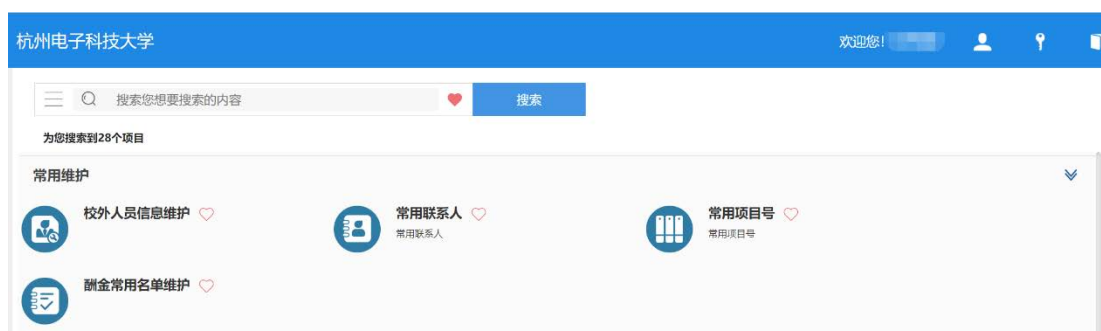 杭州电子科技大学 欢迎您!
搜索您想要搜索的内容 搜索
为您搜索到28个项目
常用维护
校外人员信息维护 常用联系人 常用项目号
常用联系人 常用项目号
酬金常用名单维护